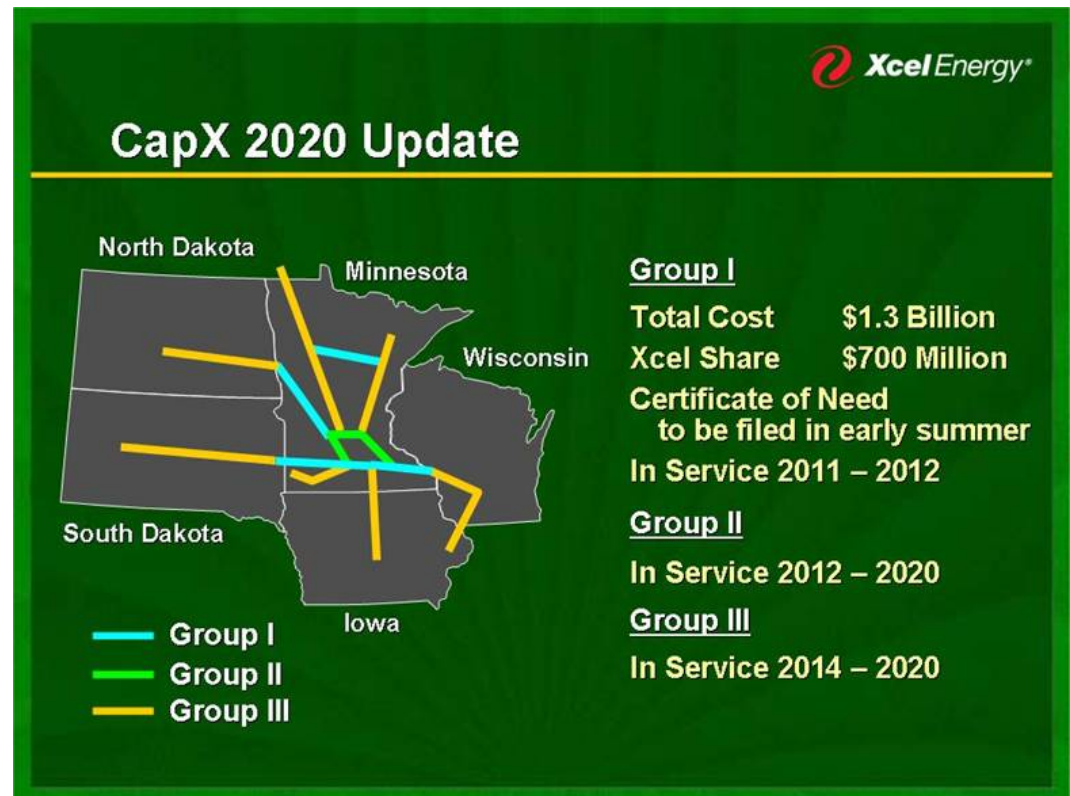 Xcel Energy®
CapX 2020 Update
North Dakota
Minnesota
Wisconsin
South Dakota
Iowa
Group I
Group II
Group III
Group I
Total Cost $1.3 Billion
Xcel Share $700 Million
Certificate of Need
to be filed in early summer
In Service 2011 – 2012
Group II
In Service 2012 – 2020
Group III
In Service 2014 – 2020